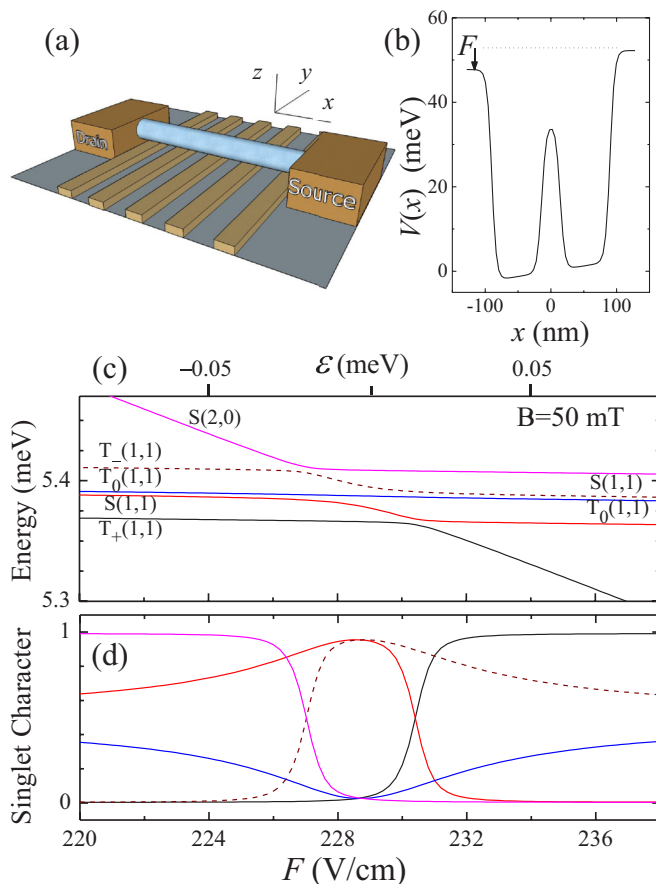 (a)
z
y
x
Drain
Source
(b)
F
60
40
20
0
V(x) (meV)
-100
0
100
x (nm)
(c)
−0.05
ε (meV)
0.05
S(2,0)
B=50 mT
T_(1,1)
T₀(1,1)
S(1,1)
T₊(1,1)
S(1,1)
T₀(1,1)
5.4
5.3
Energy (meV)
(d)
1
0
Singlet Character
220
224
228
232
236
F (V/cm)